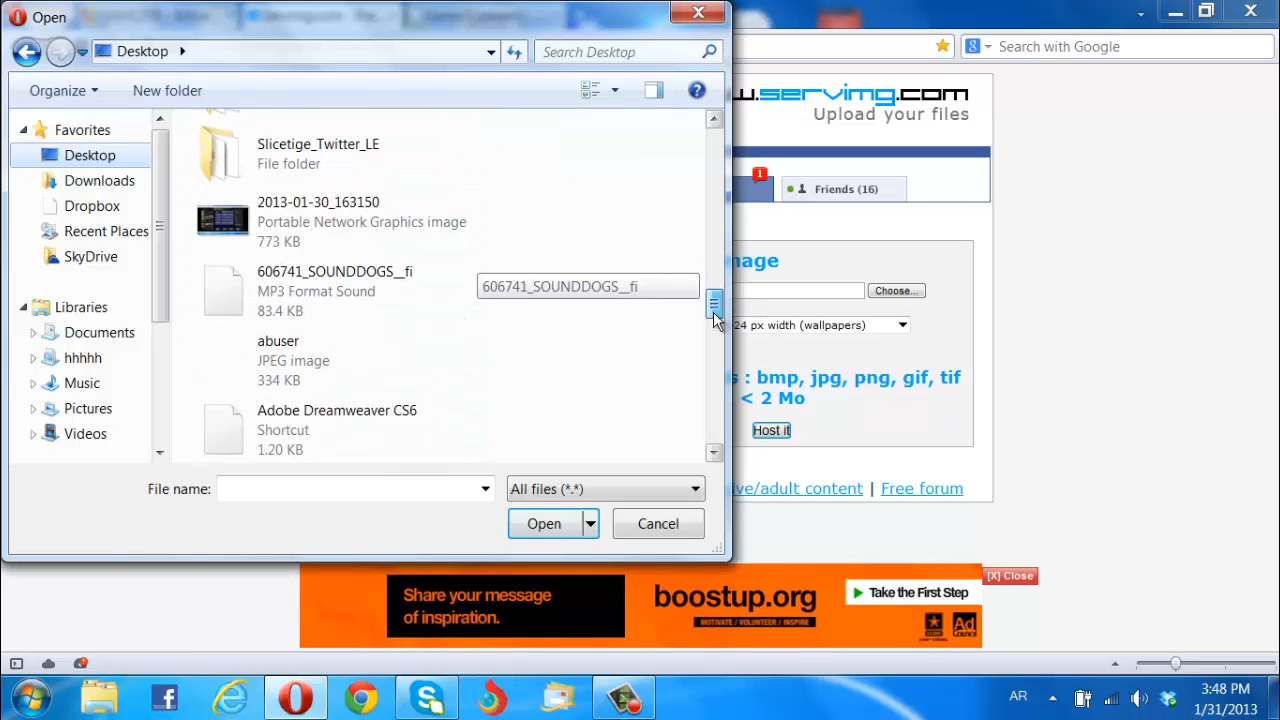 Open
Desktop
Search Desktop
Search with Google
Organize
New folder
w.servimg.com
Upload your files
Favorites
Desktop
Downloads
Dropbox
Recent Places
SkyDrive
Libraries
Documents
hhhhh
Music
Pictures
Videos
Slicetige_Twitter_LE
File folder
2013-01-30_163150
Portable Network Graphics image
773 KB
606741_SOUNDDOGS__fi
MP3 Format Sound
83.4 KB
606741_SOUNDDOGS__fi
abuser
JPEG image
334 KB
Adobe Dreamweaver CS6
Shortcut
1.20 KB
1
Friends (16)
mage
Choose...
24 px width (wallpapers)
s : bmp, jpg, png, gif, tif
< 2 Mo
Host it
ive/adult content | Free forum
File name:
All files (*.*)
Open
Cancel
[X] Close
Share your message
of inspiration.
boostup.org
MOTIVATE / VOLUNTEER / INSPIRE
Take the First Step
Ad
Council
AR
3:48 PM
1/31/2013